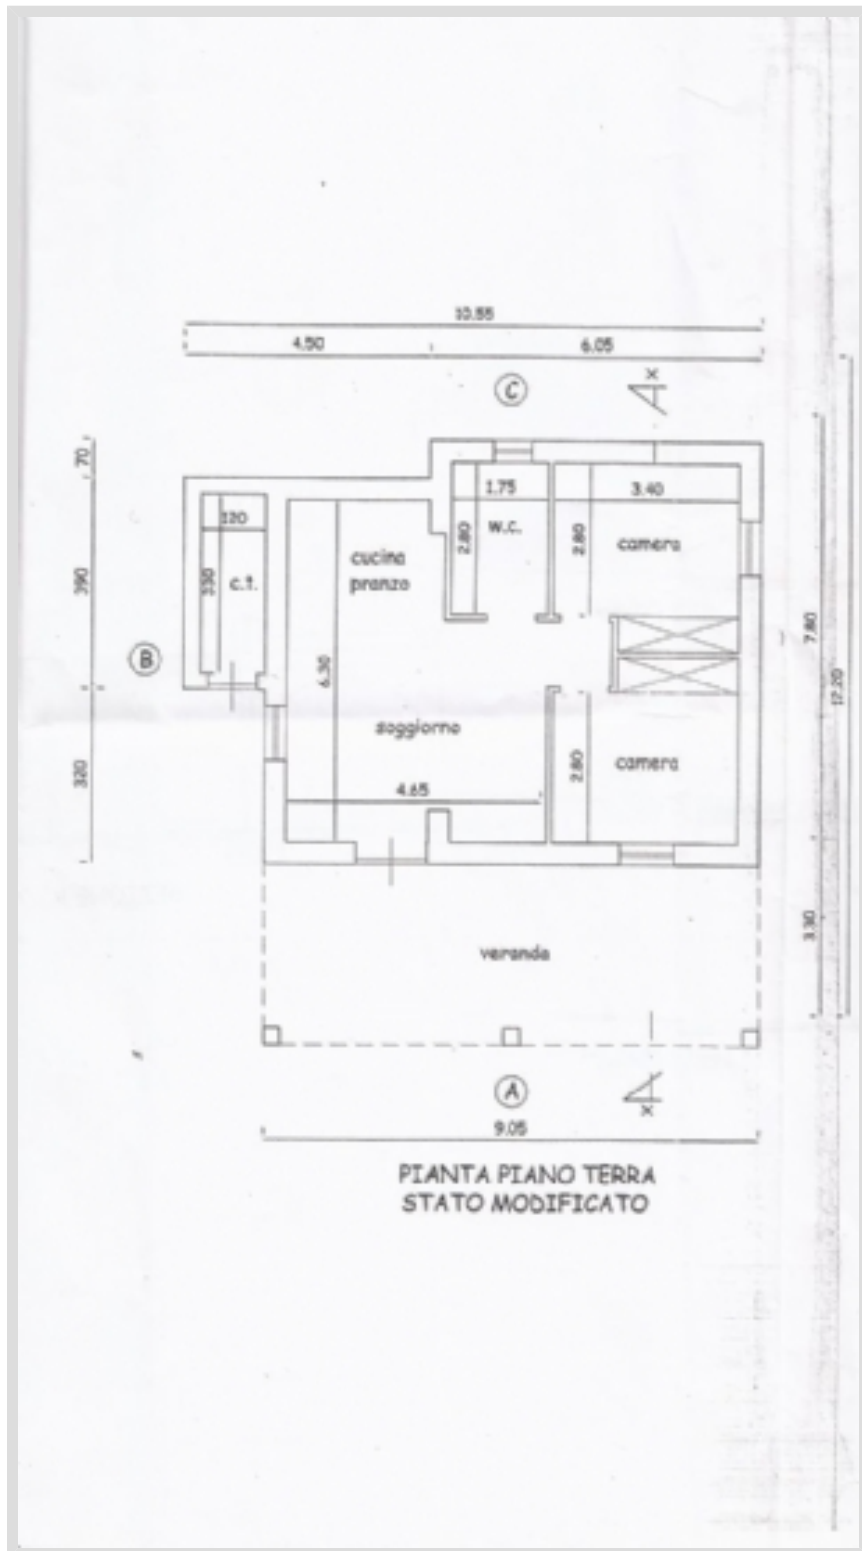 10.55
4.50 6.05
C
x
70
1.75
3.40
120
w.c.
2.80
2.80
camera
cucina
pranzo
390
330
c.t.
B
7.80
6.30
12.20
soggiorno
320
2.80
camera
4.65
3.30
veranda
A
x
9.05
PIANTA PIANO TERRA
STATO MODIFICATO